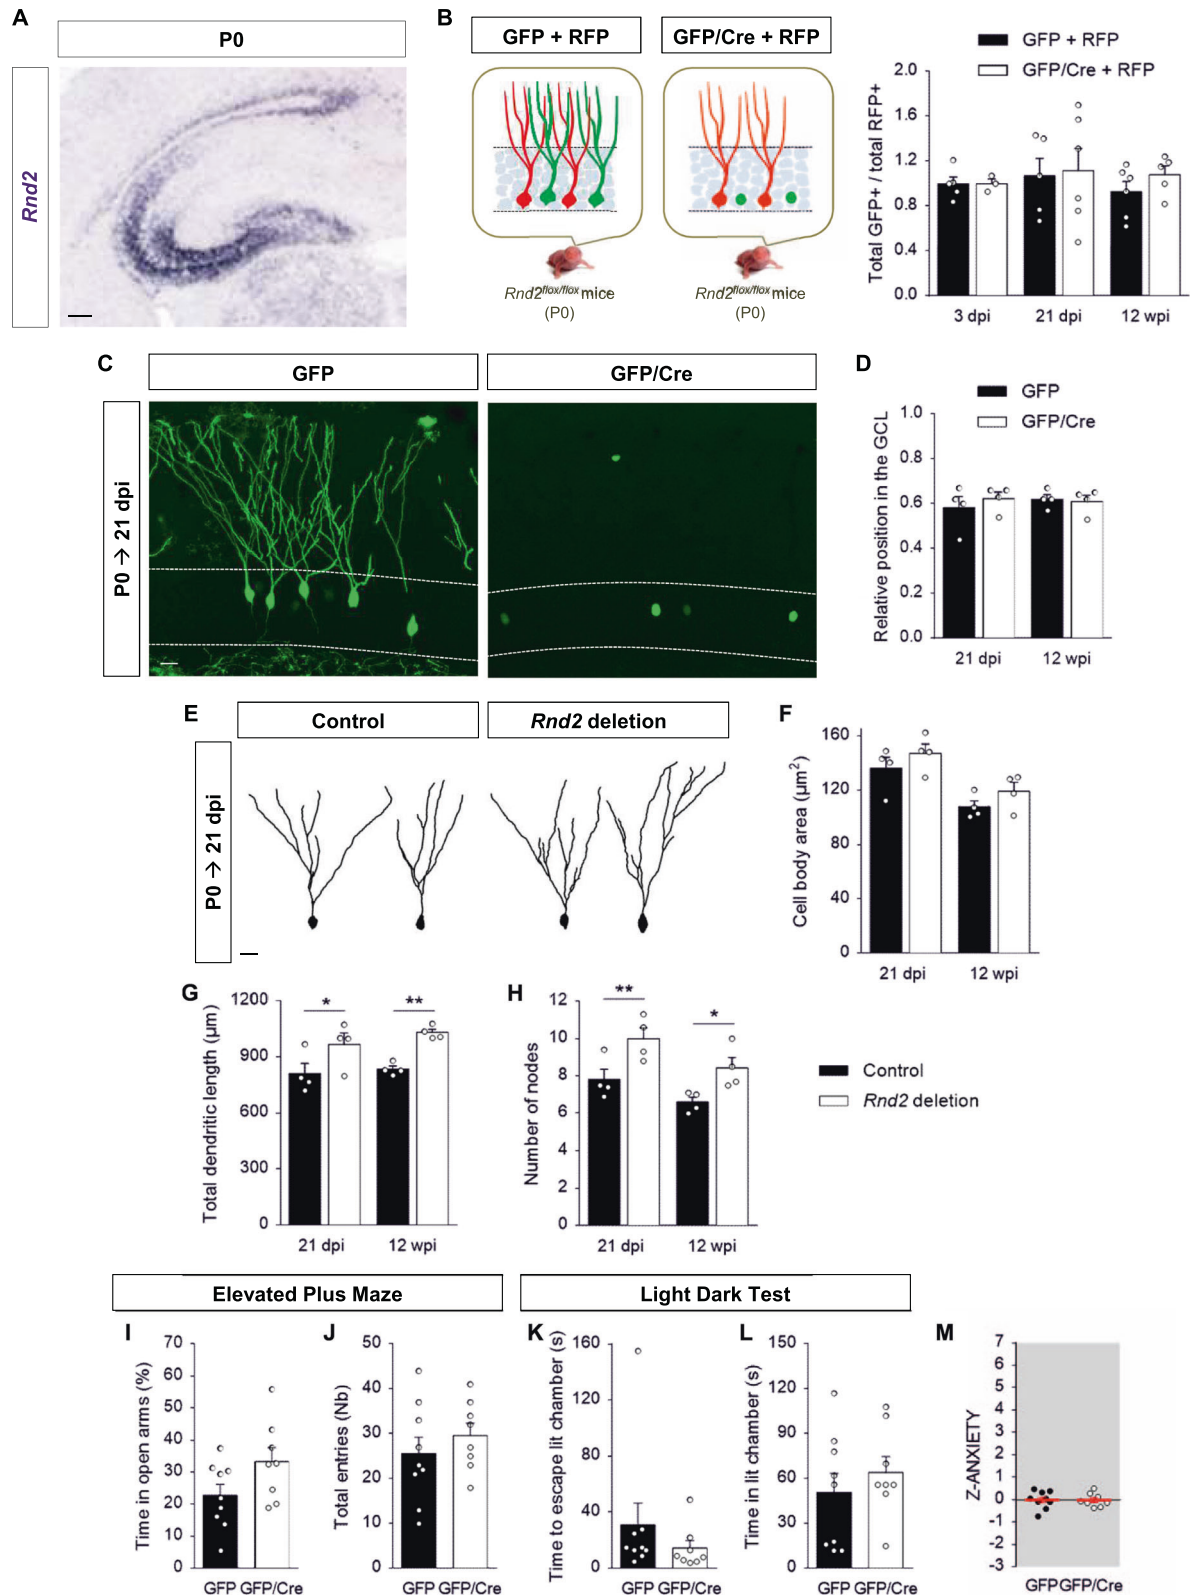 A
P0
Rnd2
B
GFP + RFP
GFP/Cre + RFP
Rnd2flox/flox mice
(P0)
Rnd2flox/flox mice
(P0)
GFP + RFP
GFP/Cre + RFP
Total GFP+ / total RFP+
2.0
1.6
1.2
0.8
0.4
0.0
3 dpi
21 dpi
12 wpi
C
GFP
GFP/Cre
P0 → 21 dpi
D
GFP
GFP/Cre
Relative position in the GCL
1.0
0.8
0.6
0.4
0.2
0.0
21 dpi
12 wpi
E
Control
Rnd2 deletion
P0 → 21 dpi
F
Cell body area (µm²)
160
120
80
40
0
21 dpi
12 wpi
G
Total dendritic length (µm)
1200
900
600
300
0
*
**
21 dpi
12 wpi
H
Number of nodes
12
10
8
6
4
2
0
**
*
21 dpi
12 wpi
Control
Rnd2 deletion
Elevated Plus Maze
Light Dark Test
I
Time in open arms (%)
70
60
50
40
30
20
10
0
GFP GFP/Cre
J
Total entries (Nb)
50
40
30
20
10
0
GFP GFP/Cre
K
Time to escape lit chamber (s)
160
120
80
40
0
GFP GFP/Cre
L
Time in lit chamber (s)
150
120
90
60
30
0
GFP GFP/Cre
M
Z-ANXIETY
7
6
5
4
3
2
1
0
-1
-2
-3
GFP GFP/Cre